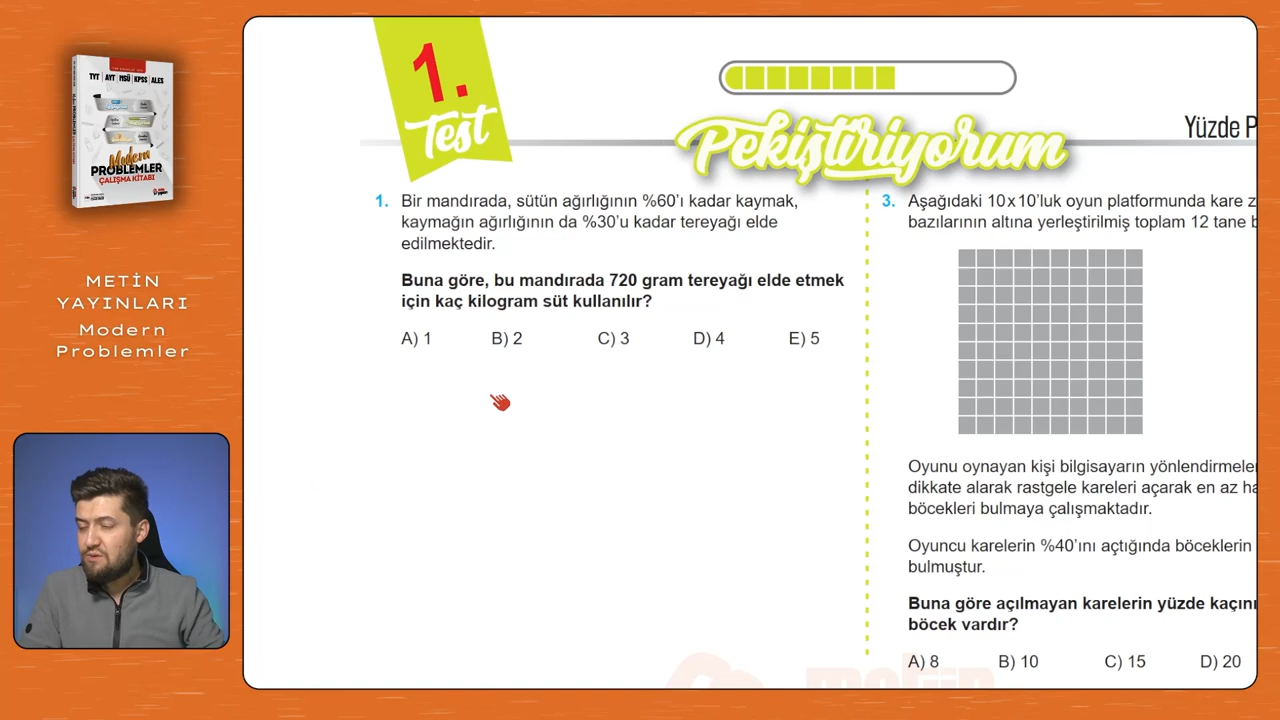 TYT | AYT | MSÜ | KPSS | ALES
Modern
PROBLEMLER
ÇALIŞMA KİTABI
METİN
YAYINLARI
Modern
Problemler
1.
Test
Pekiştiriyorum
Yüzde P
1. Bir mandırada, sütün ağırlığının %60’ı kadar kaymak,
kaymağın ağırlığının da %30’u kadar tereyağı elde
edilmektedir.
Buna göre, bu mandırada 720 gram tereyağı elde etmek
için kaç kilogram süt kullanılır?
A) 1 B) 2 C) 3 D) 4 E) 5
3. Aşağıdaki 10x10’luk oyun platformunda kare z
bazılarının altına yerleştirilmiş toplam 12 tane b
Oyunu oynayan kişi bilgisayarın yönlendirmeler
dikkate alarak rastgele kareleri açarak en az ha
böcekleri bulmaya çalışmaktadır.
Oyuncu karelerin %40’ını açtığında böceklerin
bulmuştur.
Buna göre açılmayan karelerin yüzde kaçını
böcek vardır?
A) 8 B) 10 C) 15 D) 20